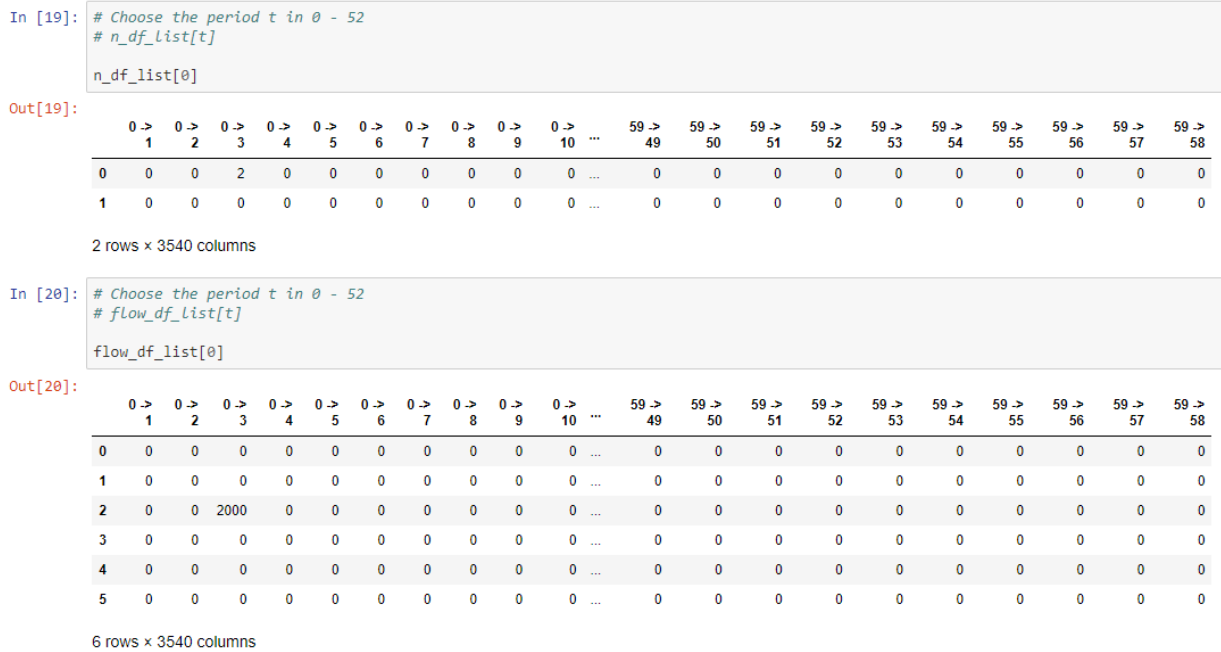 In [19]: # Choose the period t in 0 - 52
# n_df_list[t]
n_df_list[0]
Out[19]:
0 -> 0 -> 0 -> 0 -> 0 -> 0 -> 0 -> 0 -> 0 -> 0 -> ... 59 -> 59 -> 59 -> 59 -> 59 -> 59 -> 59 -> 59 -> 59 -> 59 ->
1 2 3 4 5 6 7 8 9 10 49 50 51 52 53 54 55 56 57 58
0 0 0 2 0 0 0 0 0 0 0 ... 0 0 0 0 0 0 0 0 0 0
1 0 0 0 0 0 0 0 0 0 0 ... 0 0 0 0 0 0 0 0 0 0
2 rows × 3540 columns
In [20]: # Choose the period t in 0 - 52
# flow_df_list[t]
flow_df_list[0]
Out[20]:
0 -> 0 -> 0 -> 0 -> 0 -> 0 -> 0 -> 0 -> 0 -> 0 -> ... 59 -> 59 -> 59 -> 59 -> 59 -> 59 -> 59 -> 59 -> 59 -> 59 ->
1 2 3 4 5 6 7 8 9 10 49 50 51 52 53 54 55 56 57 58
0 0 0 0 0 0 0 0 0 0 0 ... 0 0 0 0 0 0 0 0 0 0
1 0 0 0 0 0 0 0 0 0 0 ... 0 0 0 0 0 0 0 0 0 0
2 0 0 2000 0 0 0 0 0 0 0 ... 0 0 0 0 0 0 0 0 0 0
3 0 0 0 0 0 0 0 0 0 0 ... 0 0 0 0 0 0 0 0 0 0
4 0 0 0 0 0 0 0 0 0 0 ... 0 0 0 0 0 0 0 0 0 0
5 0 0 0 0 0 0 0 0 0 0 ... 0 0 0 0 0 0 0 0 0 0
6 rows × 3540 columns